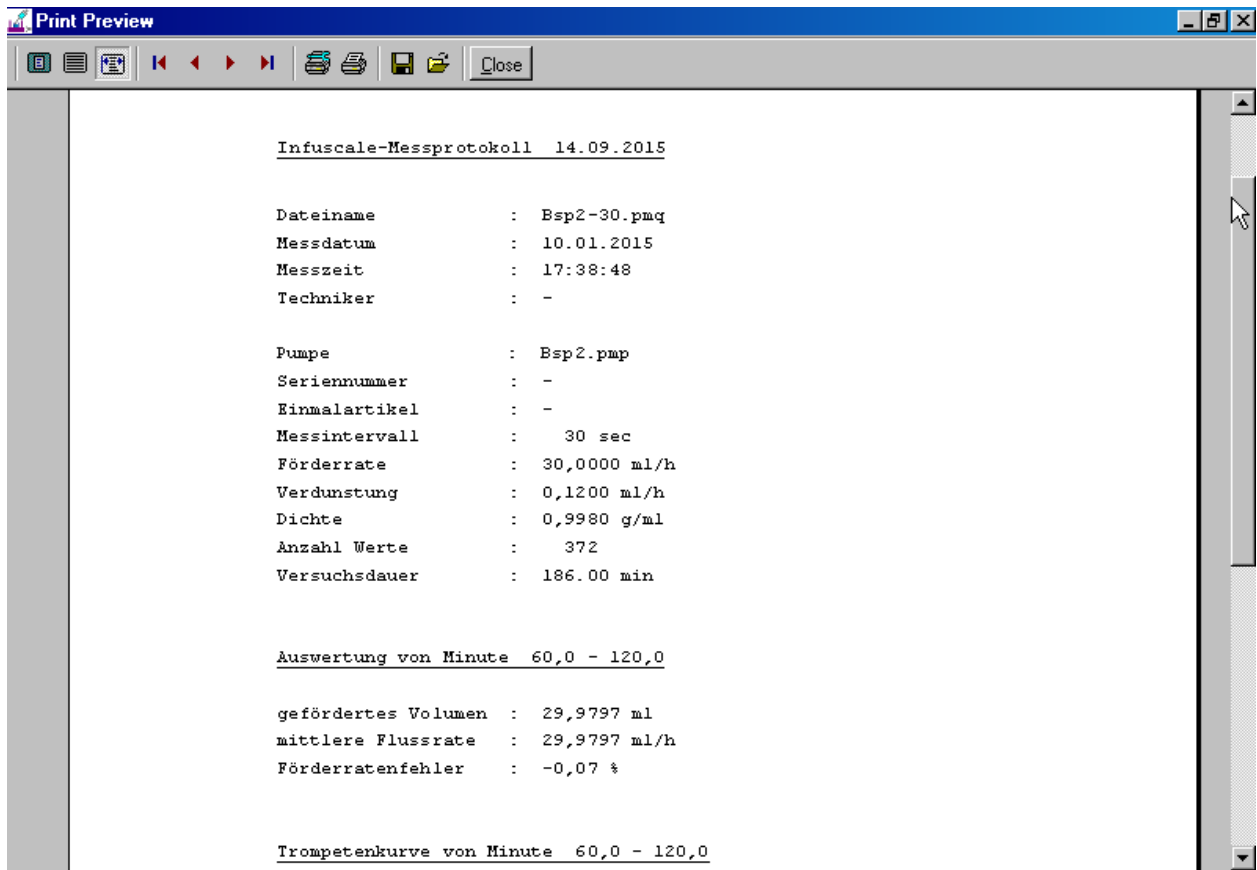 Print Preview
Close
Infuscale-Messprotokoll 14.09.2015
Dateiname : Bsp2-30.pmq
Messdatum : 10.01.2015
Messzeit : 17:38:48
Techniker : -
Pumpe : Bsp2.pmp
Seriennummer : -
Einmalartikel : -
Messintervall : 30 sec
Förderrate : 30,0000 ml/h
Verdunstung : 0,1200 ml/h
Dichte : 0,9980 g/ml
Anzahl Werte : 372
Versuchsdauer : 186.00 min
Auswertung von Minute 60,0 - 120,0
gefördertes Volumen : 29,9797 ml
mittlere Flussrate : 29,9797 ml/h
Förderratenfehler : -0,07 %
Trompetenkurve von Minute 60,0 - 120,0